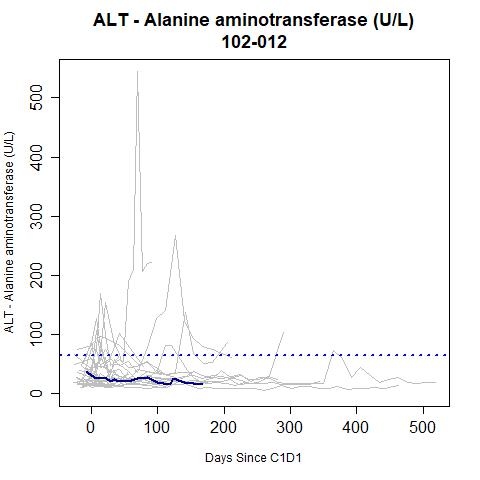 ALT - Alanine aminotransferase (U/L)
102-012
ALT - Alanine aminotransferase (U/L)
500
400
300
200
100
0
0 100 200 300 400 500
Days Since C1D1